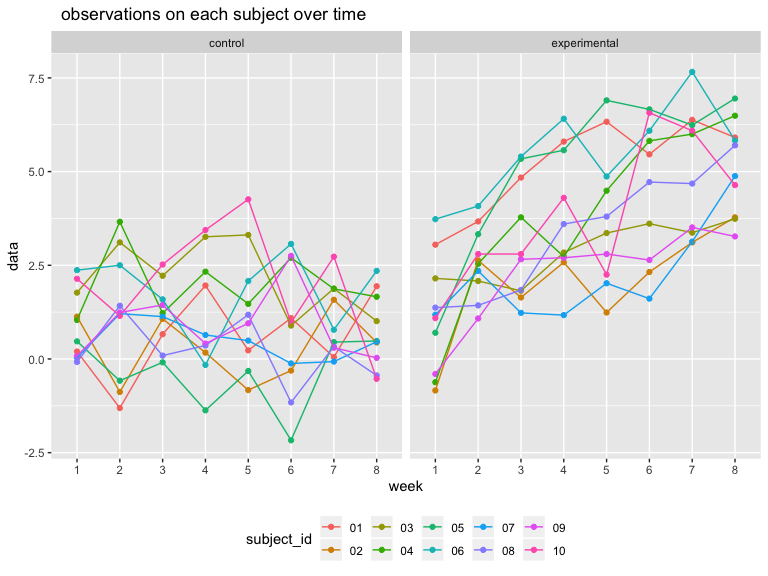 observations on each subject over time
control experimental
data
7.5
5.0
2.5
0.0
-2.5
1 2 3 4 5 6 7 8 1 2 3 4 5 6 7 8
week
subject_id
01 03 05 07 09
02 04 06 08 10